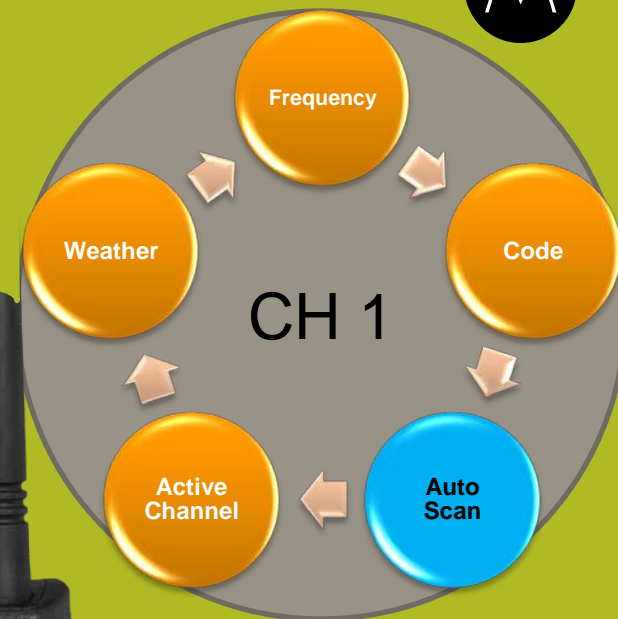 Frequency
Weather
Code
CH 1
Active
Channel
Auto
Scan